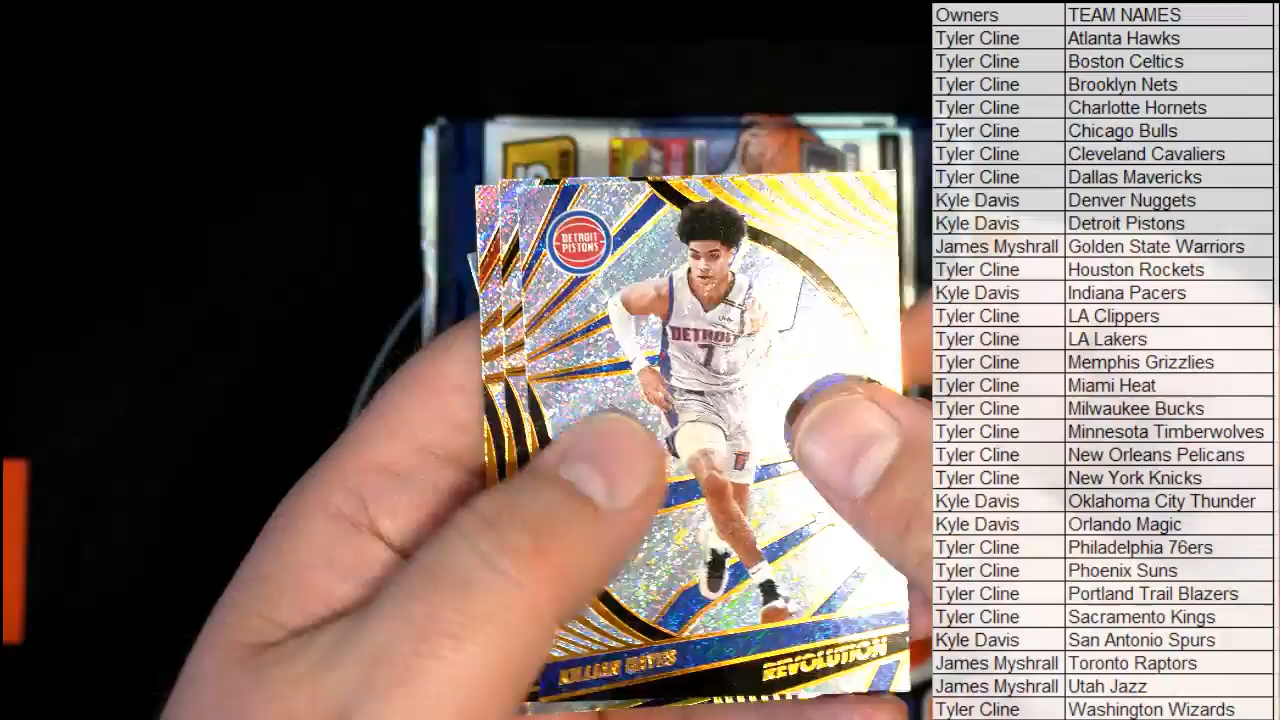 DETROIT
PISTONS
DETROIT
7
KILLIAN HAYES
REVOLUTION
Owners TEAM NAMES
Tyler Cline Atlanta Hawks
Tyler Cline Boston Celtics
Tyler Cline Brooklyn Nets
Tyler Cline Charlotte Hornets
Tyler Cline Chicago Bulls
Tyler Cline Cleveland Cavaliers
Tyler Cline Dallas Mavericks
Kyle Davis Denver Nuggets
Kyle Davis Detroit Pistons
James Myshrall Golden State Warriors
Tyler Cline Houston Rockets
Kyle Davis Indiana Pacers
Tyler Cline LA Clippers
Tyler Cline LA Lakers
Tyler Cline Memphis Grizzlies
Tyler Cline Miami Heat
Tyler Cline Milwaukee Bucks
Tyler Cline Minnesota Timberwolves
Tyler Cline New Orleans Pelicans
Tyler Cline New York Knicks
Kyle Davis Oklahoma City Thunder
Kyle Davis Orlando Magic
Tyler Cline Philadelphia 76ers
Tyler Cline Phoenix Suns
Tyler Cline Portland Trail Blazers
Tyler Cline Sacramento Kings
Kyle Davis San Antonio Spurs
James Myshrall Toronto Raptors
James Myshrall Utah Jazz
Tyler Cline Washington Wizards